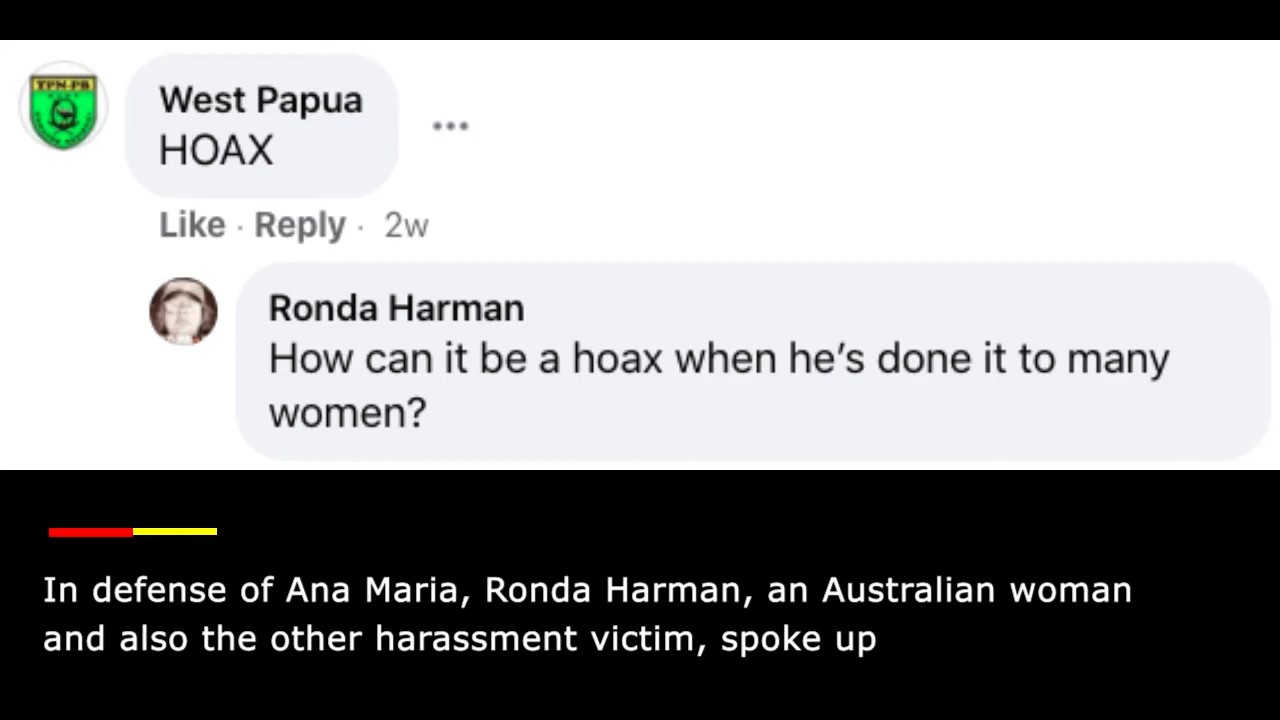 TPN-PB
West Papua
HOAX
Like · Reply · 2w
Ronda Harman
How can it be a hoax when he’s done it to many
women?
In defense of Ana Maria, Ronda Harman, an Australian woman
and also the other harassment victim, spoke up